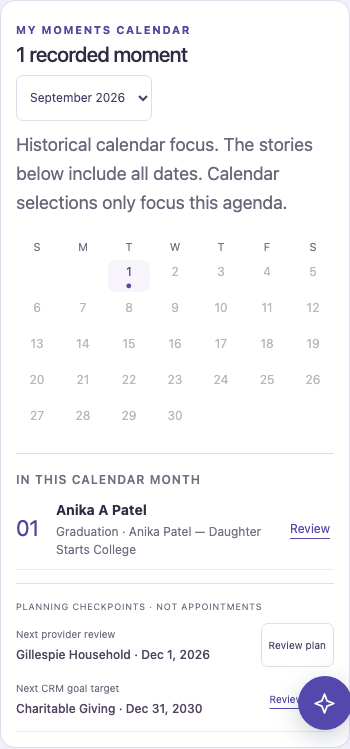 MY MOMENTS CALENDAR
1 recorded moment
September 2026
Historical calendar focus. The stories
below include all dates. Calendar
selections only focus this agenda.
S M T W T F S
1 2 3 4 5
6 7 8 9 10 11 12
13 14 15 16 17 18 19
20 21 22 23 24 25 26
27 28 29 30
IN THIS CALENDAR MONTH
01
Anika A Patel
Graduation · Anika Patel — Daughter
Starts College
Review
PLANNING CHECKPOINTS · NOT APPOINTMENTS
Next provider review
Gillespie Household · Dec 1, 2026
Review plan
Next CRM goal target
Charitable Giving · Dec 31, 2030